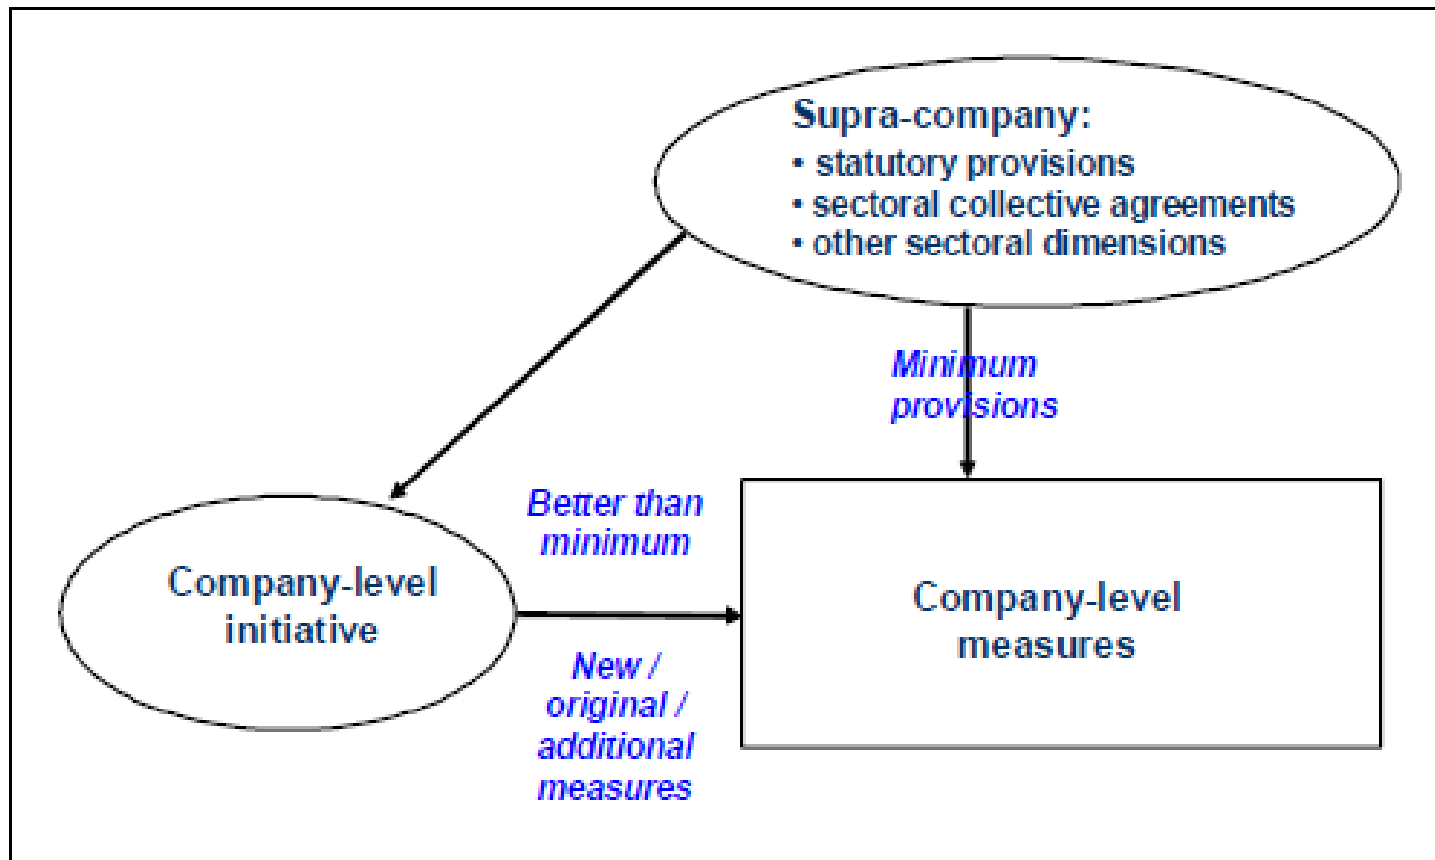 Supra-company:
• statutory provisions
• sectoral collective agreements
• other sectoral dimensions
Minimum
provisions
Better than
minimum
Company-level
initiative
New /
original /
additional
measures
Company-level
measures